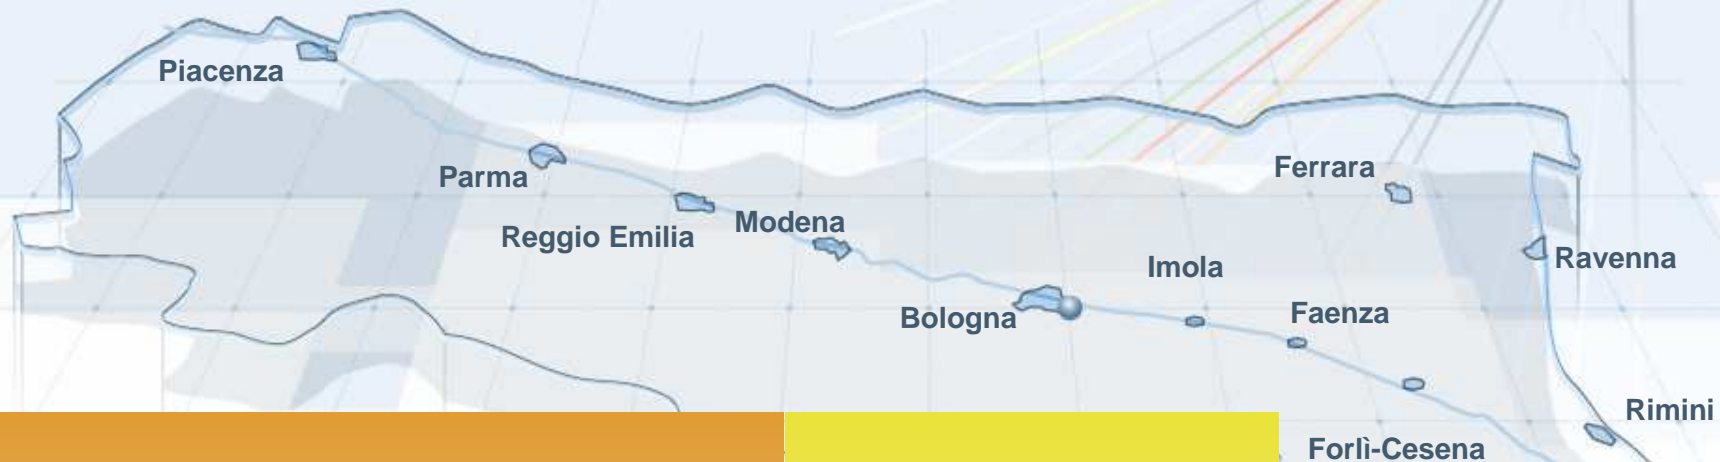 Piacenza
Parma
Ferrara
Reggio Emilia
Modena
Ravenna
Imola
Bologna
Faenza
Rimini
Forlì-Cesena